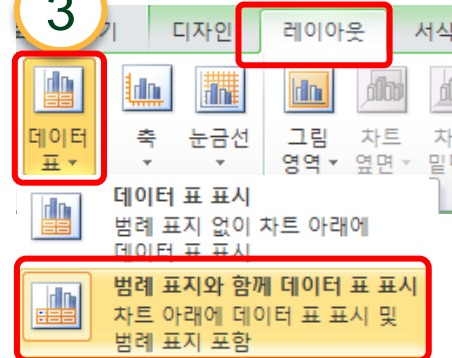 3
디자인 레이아웃 서식
데이터 표 축 눈금선 그림 영역 차트 옆면
데이터 표 표시
범례 표지 없이 차트 아래에
데이터 표 표시
범례 표지와 함께 데이터 표 표시
차트 아래에 데이터 표 표시 및
범례 표지 포함